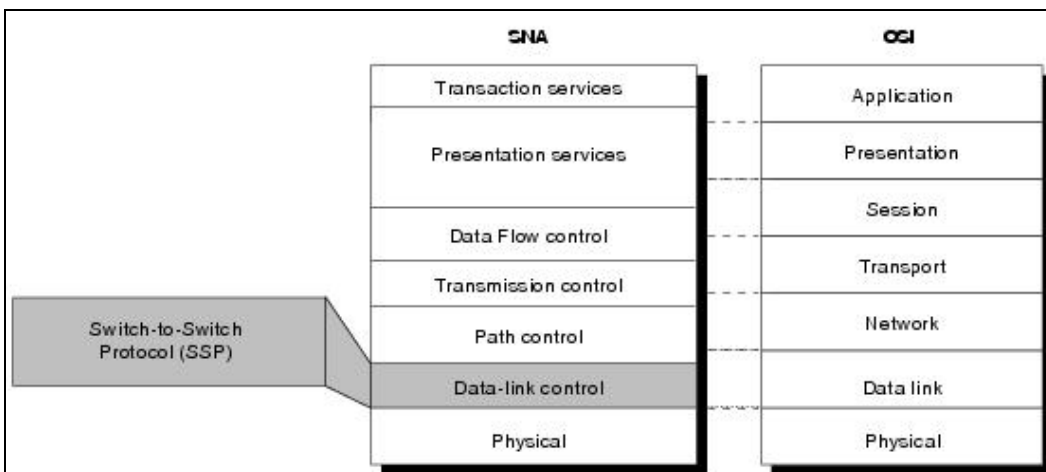 SNA
OSI
Transaction services
Presentation services
Data Flow control
Transmission control
Path control
Data-link control
Physical
Application
Presentation
Session
Transport
Network
Data link
Physical
Switch-to-Switch
Protocol (SSP)